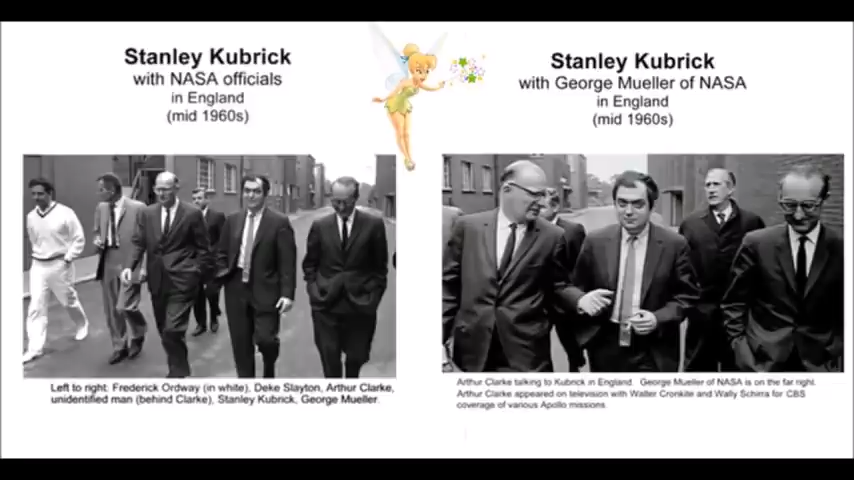 Stanley Kubrick
with NASA officials
in England
(mid 1960s)
Left to right: Frederick Ordway (in white), Deke Slayton, Arthur Clarke,
unidentified man (behind Clarke), Stanley Kubrick, George Mueller.
Stanley Kubrick
with George Mueller of NASA
in England
(mid 1960s)
Arthur Clarke talking to Kubrick in England. George Mueller of NASA is on the far right.
Arthur Clarke appeared on television with Walter Cronkite and Wally Schirra for CBS
coverage of various Apollo missions.